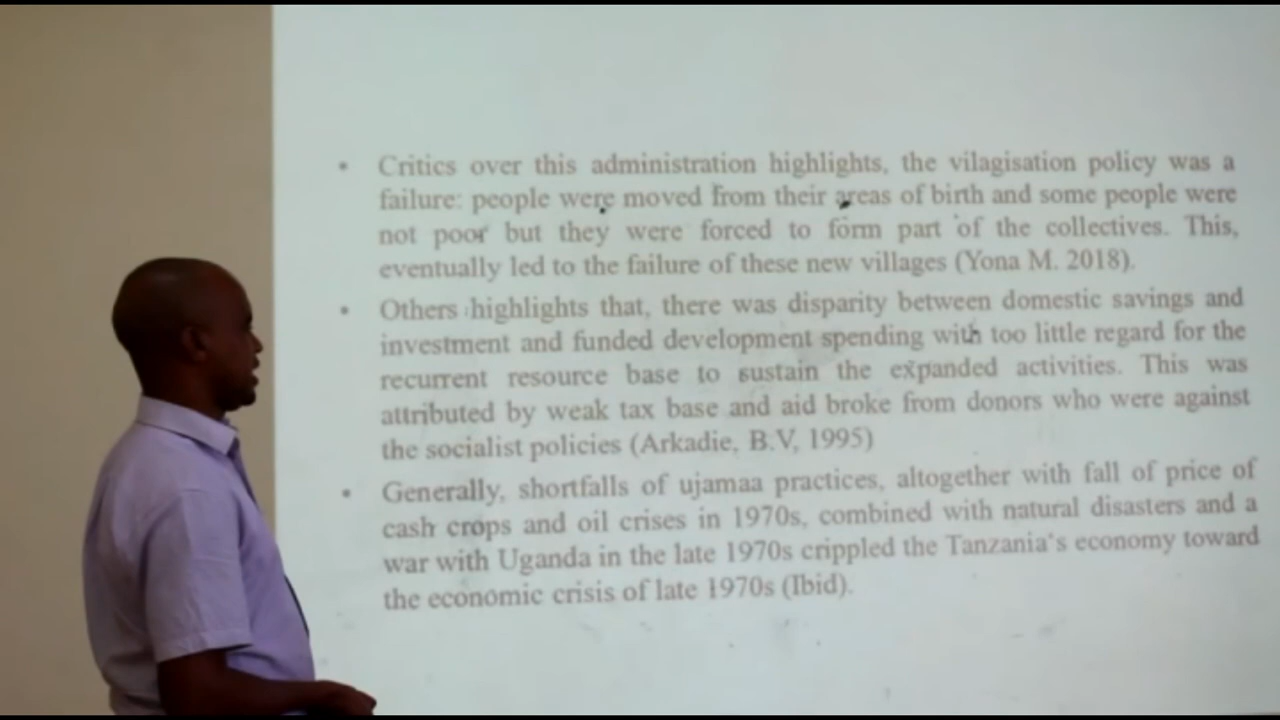 • Critics over this administration highlights, the vilagisation policy was a
failure: people were moved from their areas of birth and some people were
not poor but they were forced to form part of the collectives. This,
eventually led to the failure of these new villages (Yona M. 2018).
• Others highlights that, there was disparity between domestic savings and
investment and funded development spending with too little regard for the
recurrent resource base to sustain the expanded activities. This was
attributed by weak tax base and aid broke from donors who were against
the socialist policies (Arkadie, B.V, 1995)
• Generally, shortfalls of ujamaa practices, altogether with fall of price of
cash crops and oil crises in 1970s, combined with natural disasters and a
war with Uganda in the late 1970s crippled the Tanzania's economy toward
the economic crisis of late 1970s (Ibid).